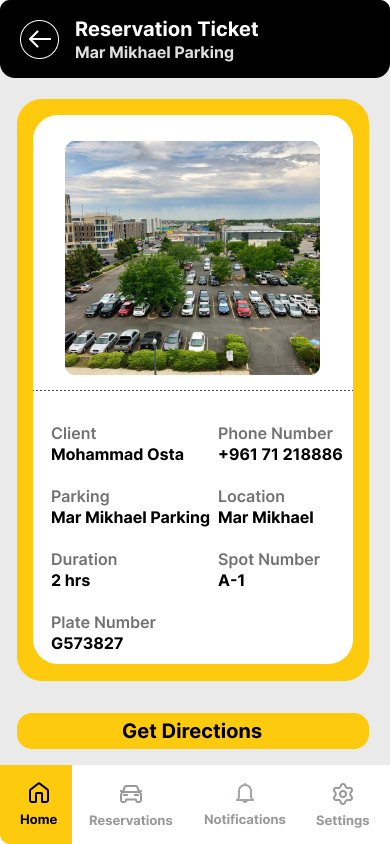 Reservation Ticket
Mar Mikhael Parking
Client
Phone Number
Mohammad Osta
+961 71 218886
Parking
Location
Mar Mikhael Parking
Mar Mikhael
Duration
Spot Number
2 hrs
A-1
Plate Number
G573827
Get Directions
Home
Reservations
Notifications
Settings